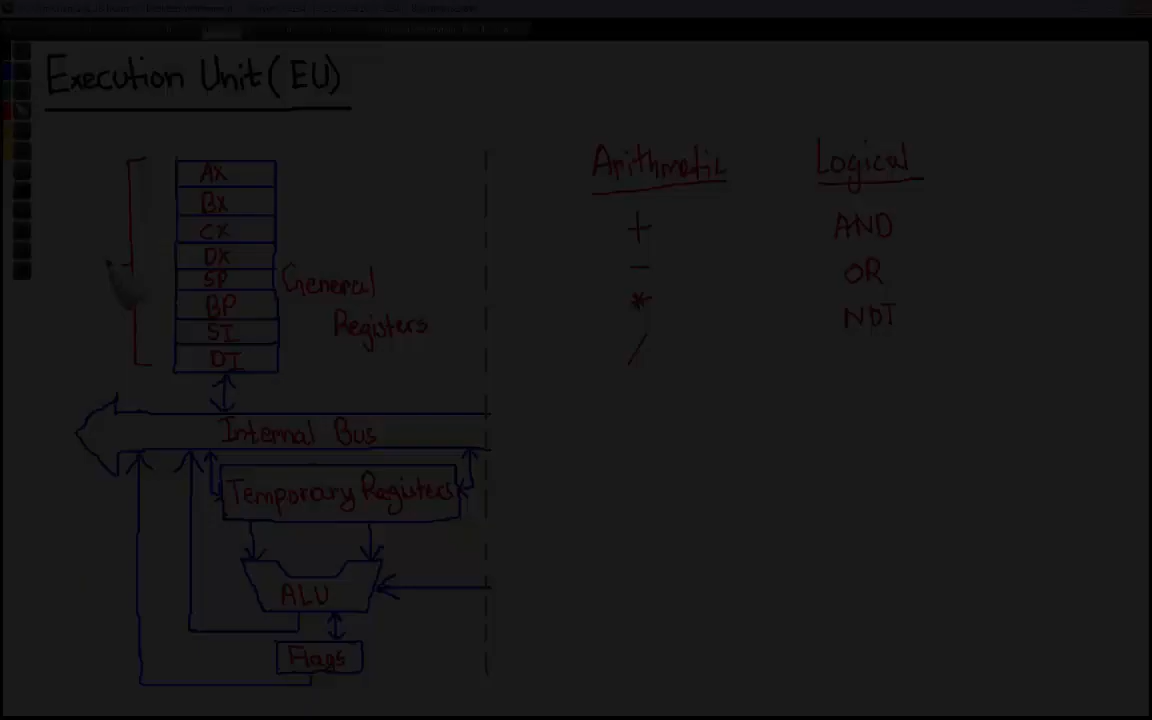 Execution Unit (EU)
AX
BX
CX
DX
SP
BP
SI
DI
General
Registers
Internal Bus
Temporary Registers
ALU
Flags
Arithmetic
+
-
*
/
Logical
AND
OR
NOT